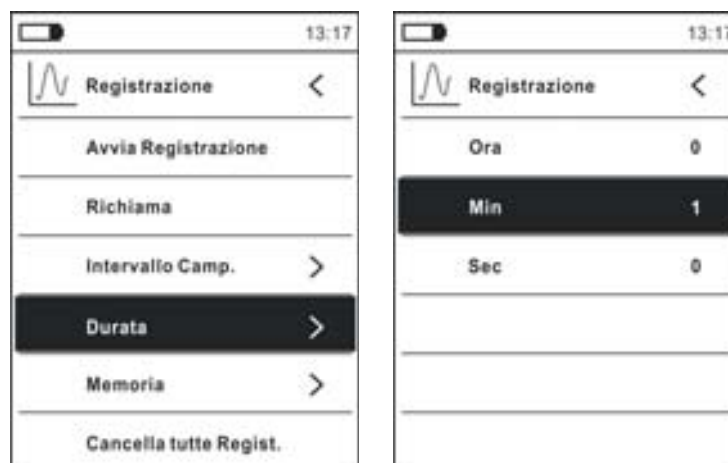 13:17
Registrazione
Avvia Registrazione
Richiama
Intervallo Camp.
Durata
Memoria
Cancella tutte Regist.
13:17
Registrazione
Ora 0
Min 1
Sec 0